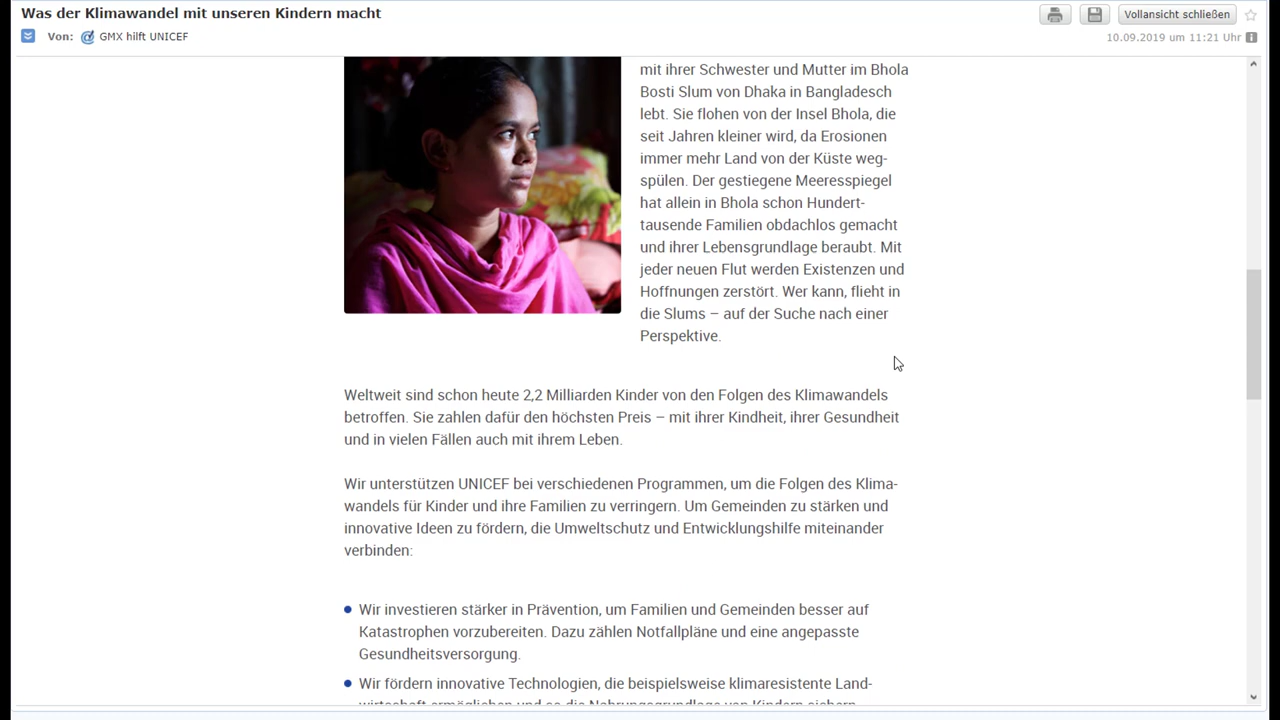 Was der Klimawandel mit unseren Kindern macht
Vollansicht schließen
Von: GMX hilft UNICEF
10.09.2019 um 11:21 Uhr
mit ihrer Schwester und Mutter im Bhola
Bosti Slum von Dhaka in Bangladesch
lebt. Sie flohen von der Insel Bhola, die
seit Jahren kleiner wird, da Erosionen
immer mehr Land von der Küste weg-
spülen. Der gestiegene Meeresspiegel
hat allein in Bhola schon Hundert-
tausende Familien obdachlos gemacht
und ihrer Lebensgrundlage beraubt. Mit
jeder neuen Flut werden Existenzen und
Hoffnungen zerstört. Wer kann, flieht in
die Slums – auf der Suche nach einer
Perspektive.
Weltweit sind schon heute 2,2 Milliarden Kinder von den Folgen des Klimawandels
betroffen. Sie zahlen dafür den höchsten Preis – mit ihrer Kindheit, ihrer Gesundheit
und in vielen Fällen auch mit ihrem Leben.
Wir unterstützen UNICEF bei verschiedenen Programmen, um die Folgen des Klima-
wandels für Kinder und ihre Familien zu verringern. Um Gemeinden zu stärken und
innovative Ideen zu fördern, die Umweltschutz und Entwicklungshilfe miteinander
verbinden:
Wir investieren stärker in Prävention, um Familien und Gemeinden besser auf
Katastrophen vorzubereiten. Dazu zählen Notfallpläne und eine angepasste
Gesundheitsversorgung.
Wir fördern innovative Technologien, die beispielsweise klimaresistente Land-
wirtschaft ermöglichen und so die Nahrungsgrundlage von Kindern sichern